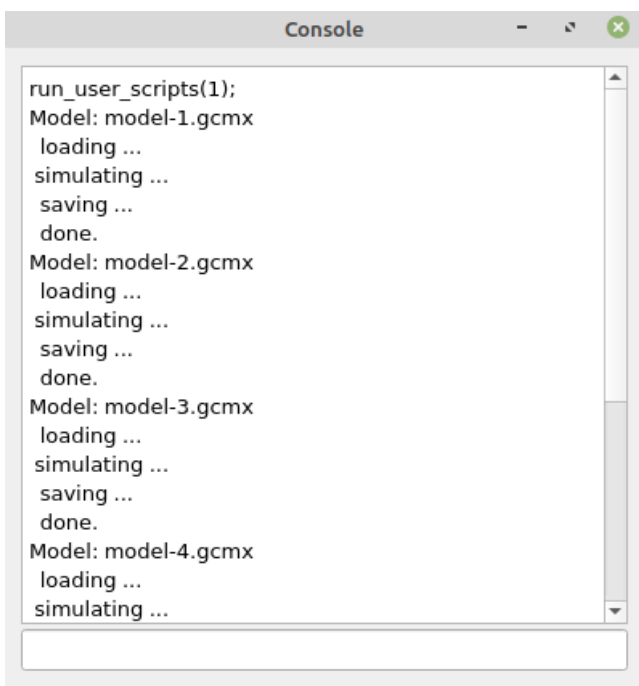 Console
run_user_scripts(1);
Model: model-1.gcmx
loading ...
simulating ...
saving ...
done.
Model: model-2.gcmx
loading ...
simulating ...
saving ...
done.
Model: model-3.gcmx
loading ...
simulating ...
saving ...
done.
Model: model-4.gcmx
loading ...
simulating ...